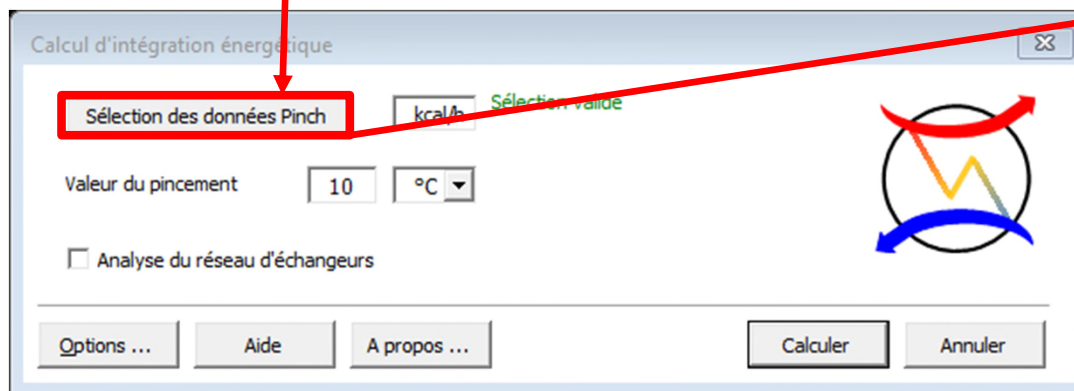 Calcul d'intégration énergétique
Sélection des données Pinch
kcal/h
Sélection valide
Valeur du pincement
10
°C
Analyse du réseau d'échangeurs
Options ...
Aide
A propos ...
Calculer
Annuler